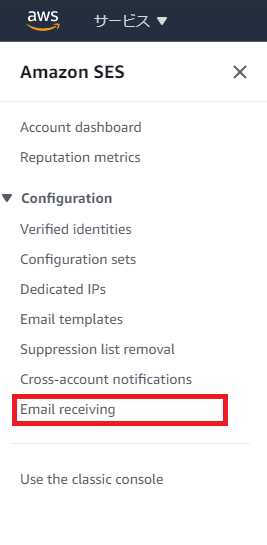 aws サービス ▼
Amazon SES
Account dashboard
Reputation metrics
Configuration
Verified identities
Configuration sets
Dedicated IPs
Email templates
Suppression list removal
Cross-account notifications
Email receiving
Use the classic console